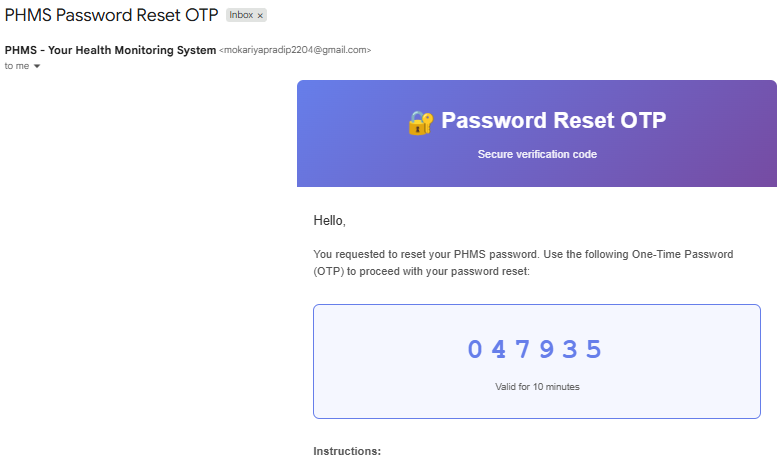 PHMS Password Reset OTP Inbox ×
PHMS - Your Health Monitoring System <mokariyapradip2204@gmail.com>
to me
Password Reset OTP
Secure verification code
Hello,
You requested to reset your PHMS password. Use the following One-Time Password
(OTP) to proceed with your password reset:
047935
Valid for 10 minutes
Instructions: